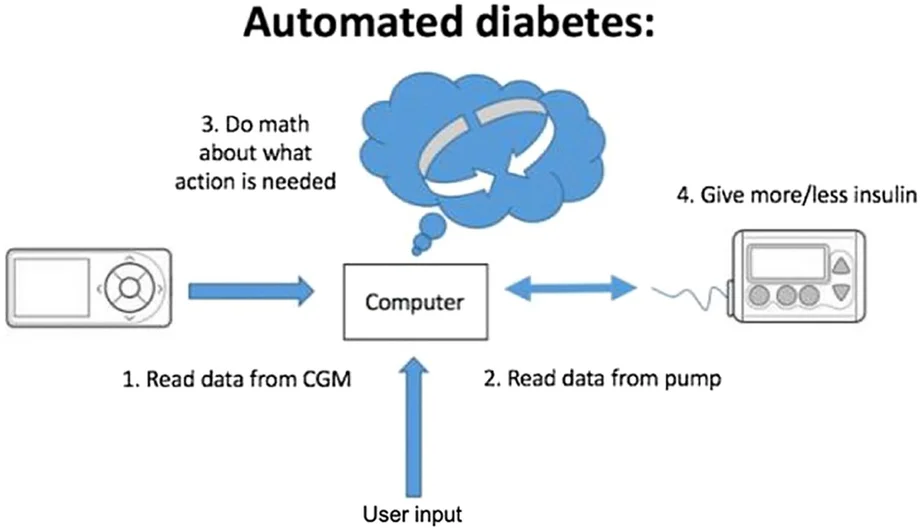 Automated diabetes:
3. Do math
about what
action is needed
4. Give more/less insulin
Computer
1. Read data from CGM
2. Read data from pump
User input